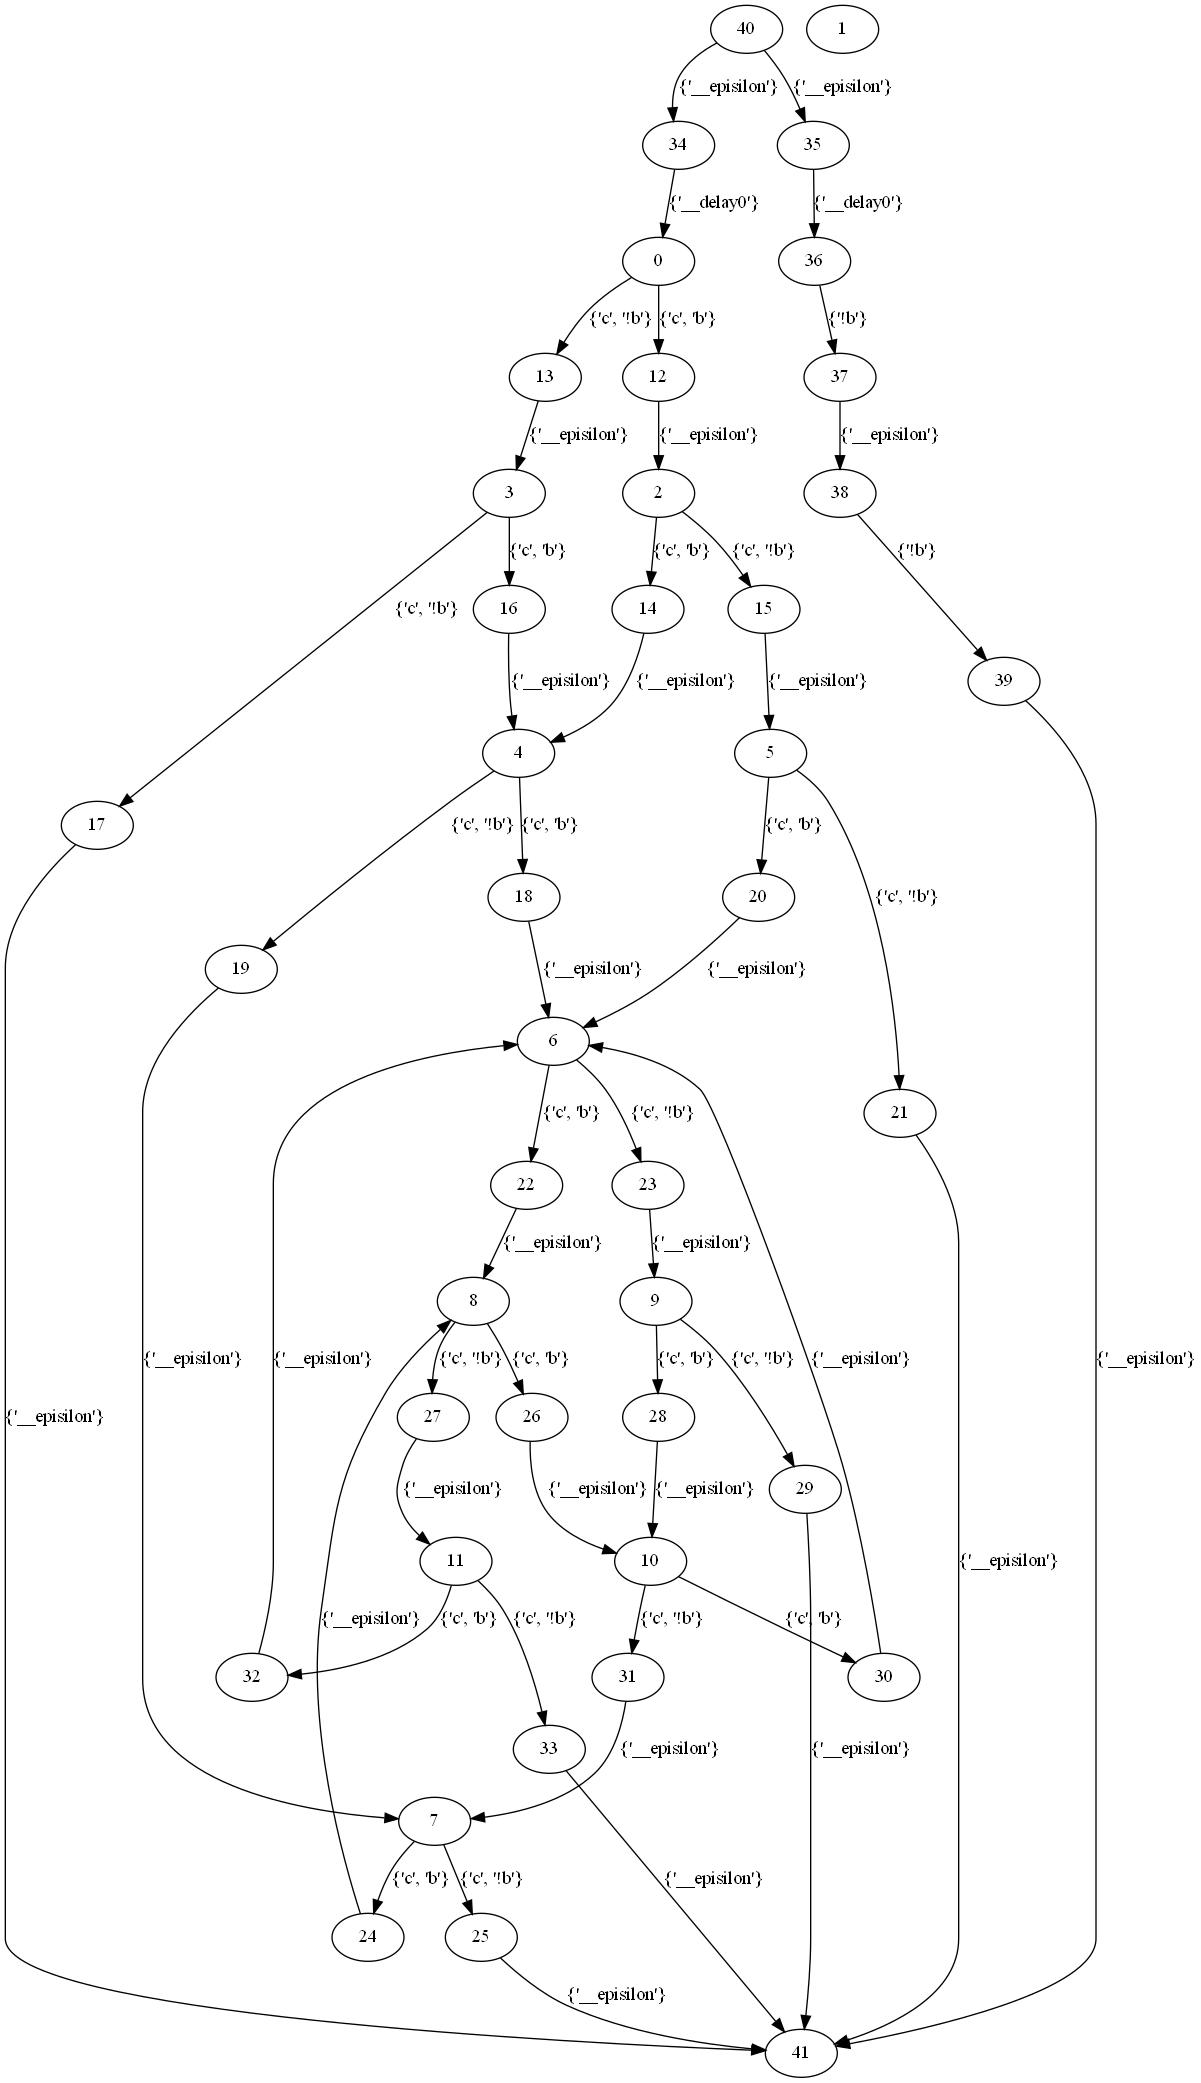 40 1
{'__episilon'} {'__episilon'}
34 35
{'__delay0'} {'__delay0'}
0 36
{'c', '!b'} {'c', 'b'} {'!b'}
13 12 37
{'__episilon'} {'__episilon'} {'__episilon'}
3 2 38
{'c', 'b'} {'c', 'b'} {'c', '!b'} {'!b'}
{'c', '!b'} 16 14 15
{'__episilon'} {'__episilon'} {'__episilon'} 39
4 5
17 {'c', '!b'} {'c', 'b'} {'c', 'b'}
18 20 {'c', '!b'}
19 {'__episilon'} {'__episilon'}
6
{'c', 'b'} {'c', '!b'} 21
22 23
{'__episilon'} {'__episilon'}
8 9
{'__episilon'} {'__episilon'} {'c', '!b'} {'c', 'b'} {'c', 'b'} {'c', '!b'} {'__episilon'} {'__episilon'}
{'__episilon'} 27 26 28
{'__episilon'} {'__episilon'} {'__episilon'} 29
11 10 {'__episilon'}
{'__episilon'} {'c', 'b'} {'c', '!b'} {'c', '!b'} {'c', 'b'}
32 31 30
33 {'__episilon'} {'__episilon'}
7
{'c', 'b'} {'c', '!b'} {'__episilon'}
24 25
{'__episilon'}
41